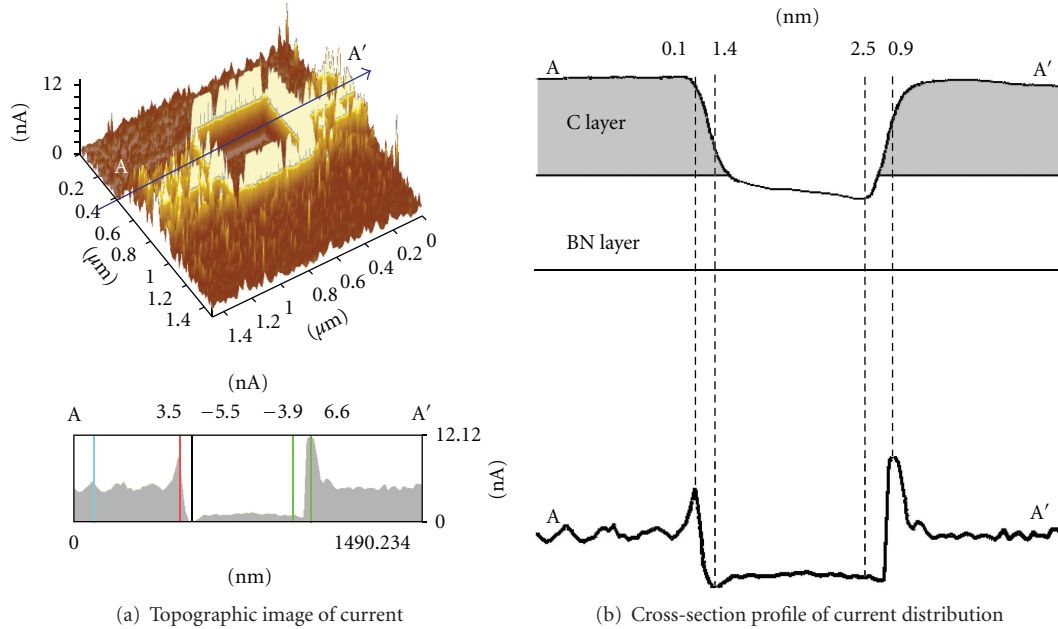 A′
12
8
4
0
(nA)
A
0.2
0.4
0.6
0.8
1
1.2
1.4
(μm)
0
0.2
0.4
0.6
0.8
1
1.2
1.4
(μm)
(nA)
A 3.5 −5.5 −3.9 6.6 A′
12.12
0
(nA)
0 1490.234
(nm)
(a) Topographic image of current
(nm)
0.1 1.4 2.5 0.9
A A′
C layer
BN layer
A A′
(b) Cross-section profile of current distribution